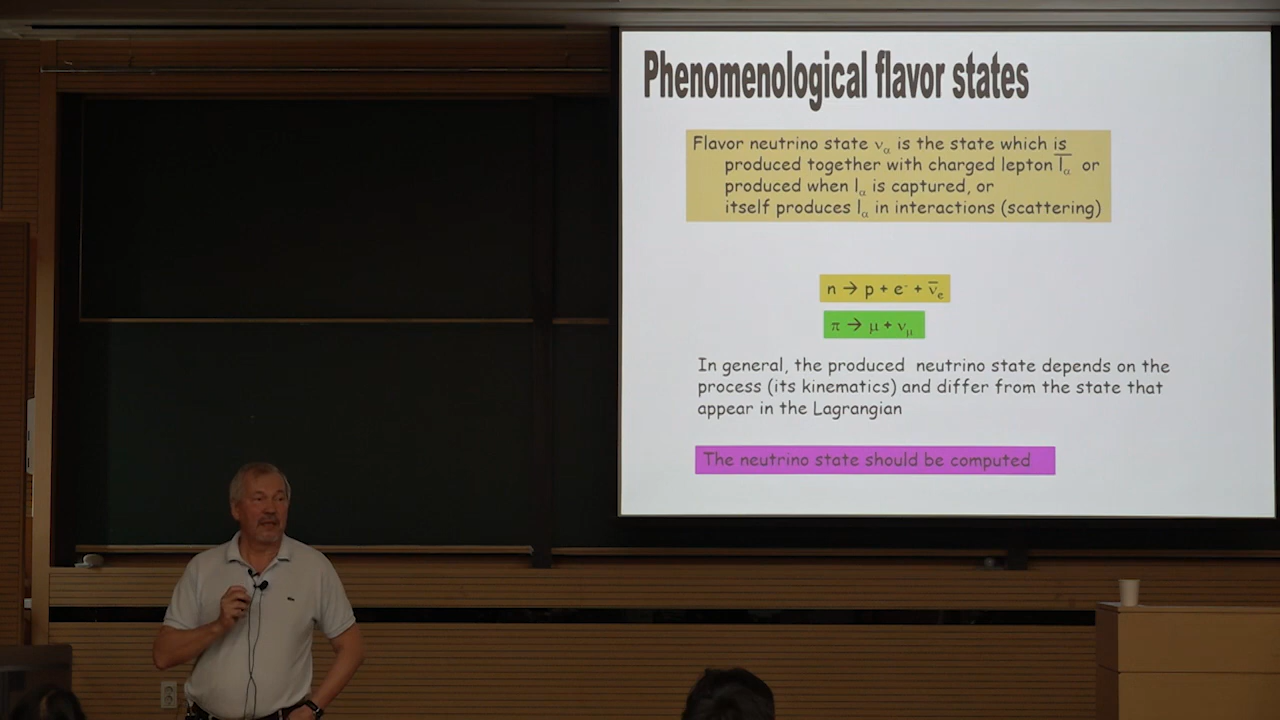 Phenomenological flavor states
Flavor neutrino state να is the state which is
produced together with charged lepton l̅α or
produced when lα is captured, or
itself produces lα in interactions (scattering)
n → p + e⁻ + ν̅e
π → μ + νμ
In general, the produced neutrino state depends on the
process (its kinematics) and differ from the state that
appear in the Lagrangian
The neutrino state should be computed